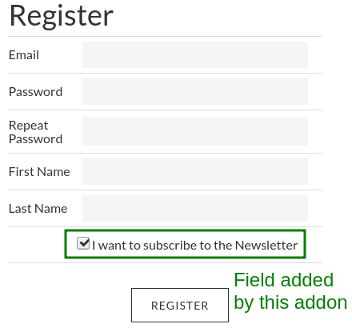 Register
Email
Password
Repeat
Password
First Name
Last Name
I want to subscribe to the Newsletter
Field added
by this addon
REGISTER